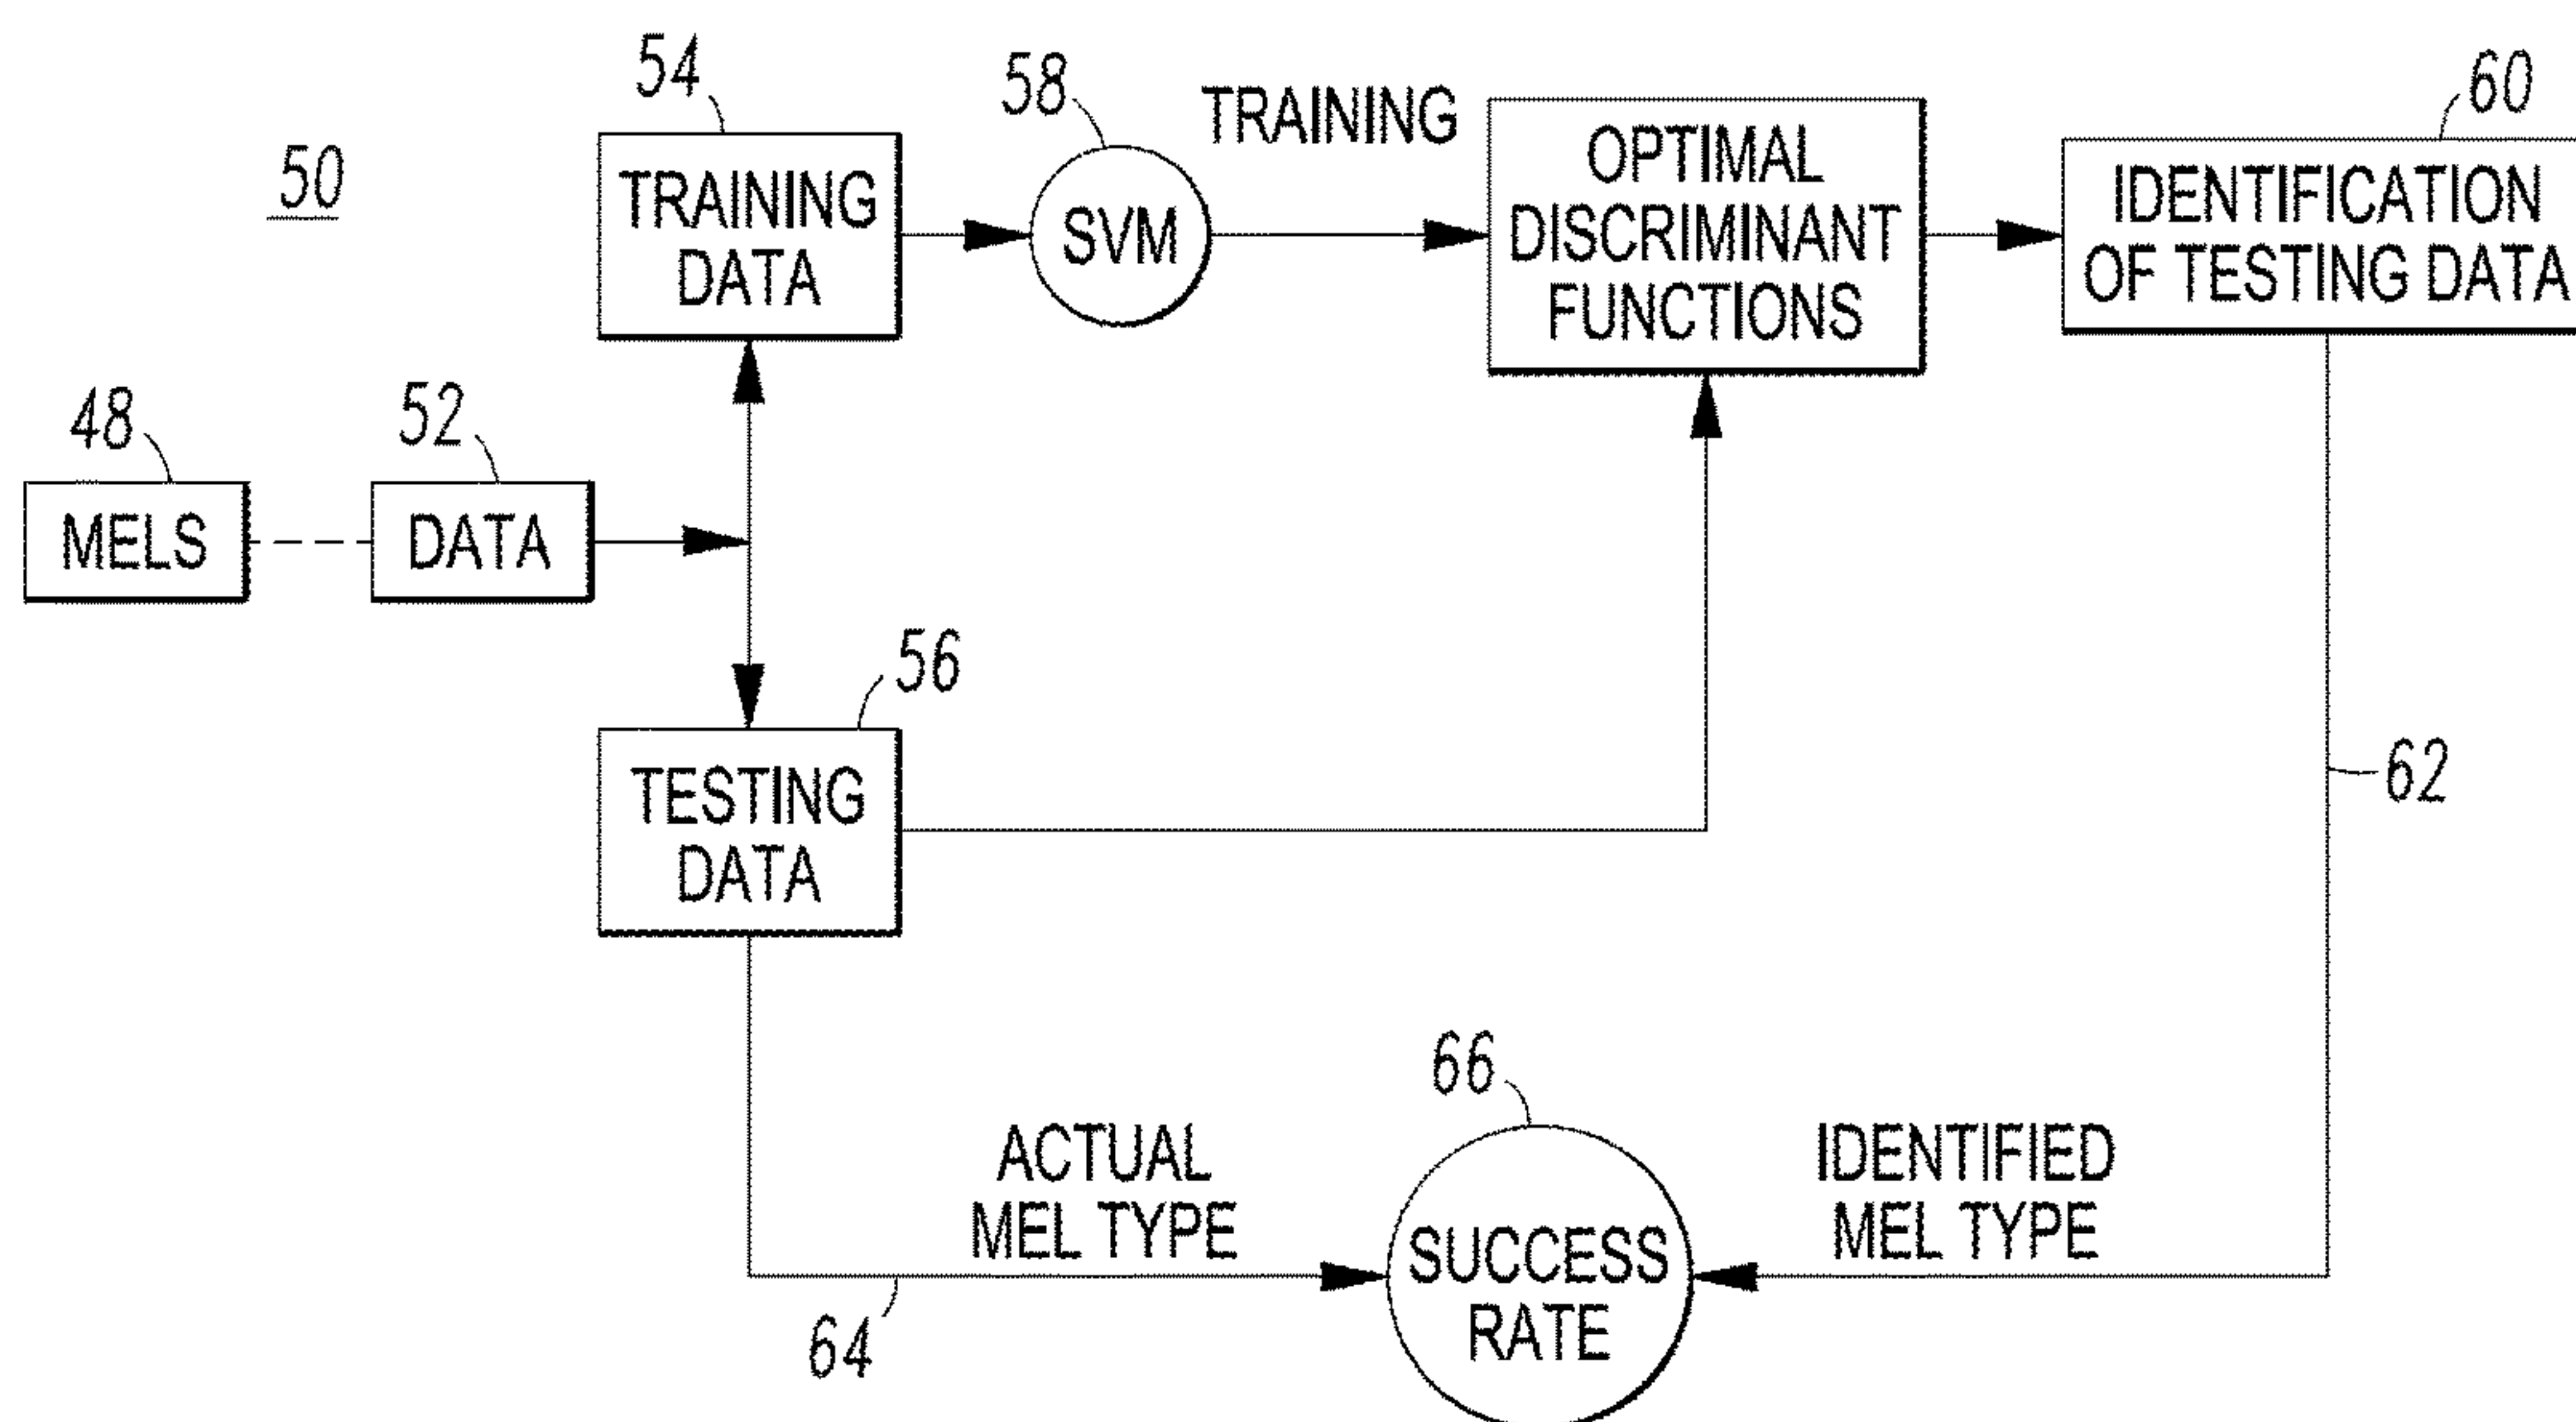 50
54
TRAINING
DATA
58
SVM
TRAINING
OPTIMAL
DISCRIMINANT
FUNCTIONS
60
IDENTIFICATION
OF TESTING DATA
48
MELS
52
DATA
56
TESTING
DATA
62
64
ACTUAL
MEL TYPE
66
SUCCESS
RATE
IDENTIFIED
MEL TYPE